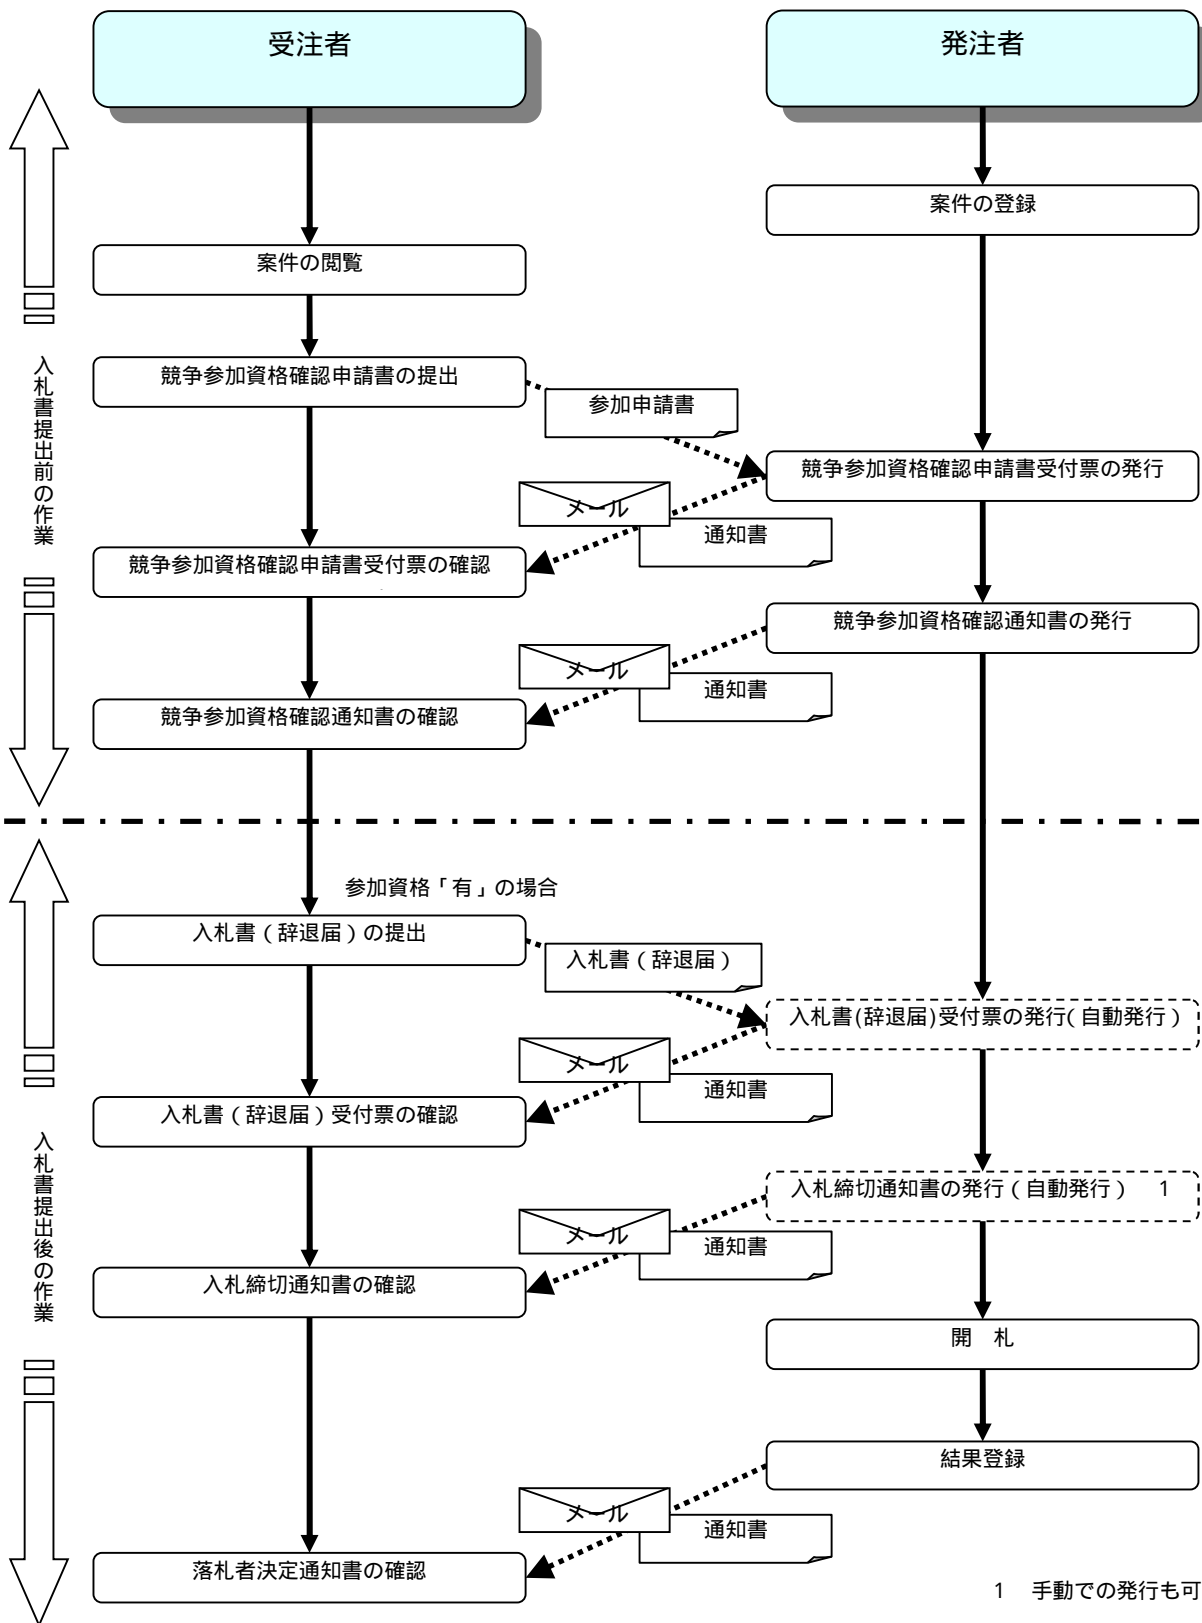 受注者
発注者
案件の登録
案件の閲覧
入札書提出前の作業
競争参加資格確認申請書の提出
参加申請書
競争参加資格確認申請書受付票の発行
メール
通知書
競争参加資格確認申請書受付票の確認
競争参加資格確認通知書の発行
メール
通知書
競争参加資格確認通知書の確認
参加資格「有」の場合
入札書(辞退届)の提出
入札書(辞退届)
入札書(辞退届)受付票の発行(自動発行)
メール
通知書
入札書(辞退届)受付票の確認
入札書提出後の作業
入札締切通知書の発行(自動発行) 1
メール
通知書
入札締切通知書の確認
開 札
結果登録
メール
通知書
落札者決定通知書の確認
1 手動での発行も可